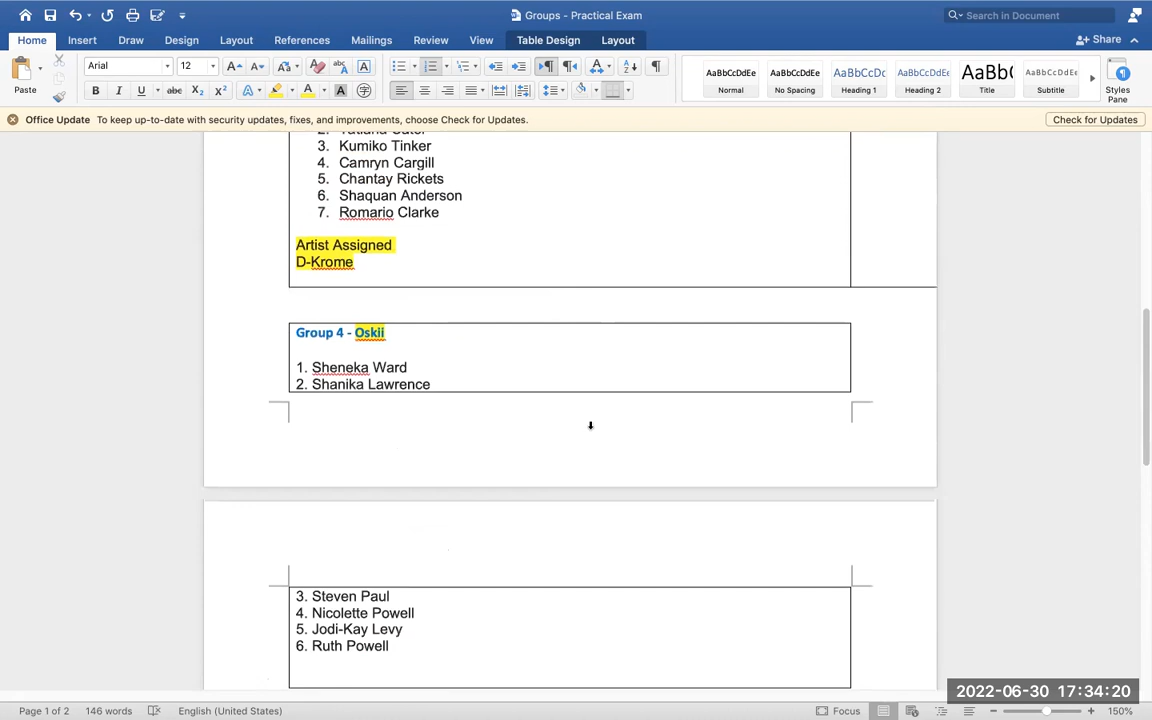 Groups - Practical Exam
Search in Document
Home Insert Draw Design Layout References Mailings Review View Table Design Layout
Share
Paste
Arial 12
AaBbCcDdEe AaBbCcDdEe AaBbCcDc AaBbCcDdEe AaBb( AaBbCcDdEe
Normal No Spacing Heading 1 Heading 2 Title Subtitle
Styles
Pane
Office Update To keep up-to-date with security updates, fixes, and improvements, choose Check for Updates.
Check for Updates
3. Kumiko Tinker
4. Camryn Cargill
5. Chantay Rickets
6. Shaquan Anderson
7. Romario Clarke
Artist Assigned
D-Krome
Group 4 - Oskii
1. Sheneka Ward
2. Shanika Lawrence
3. Steven Paul
4. Nicolette Powell
5. Jodi-Kay Levy
6. Ruth Powell
2022-06-30 17:34:20
Page 1 of 2 146 words English (United States) Focus 150%